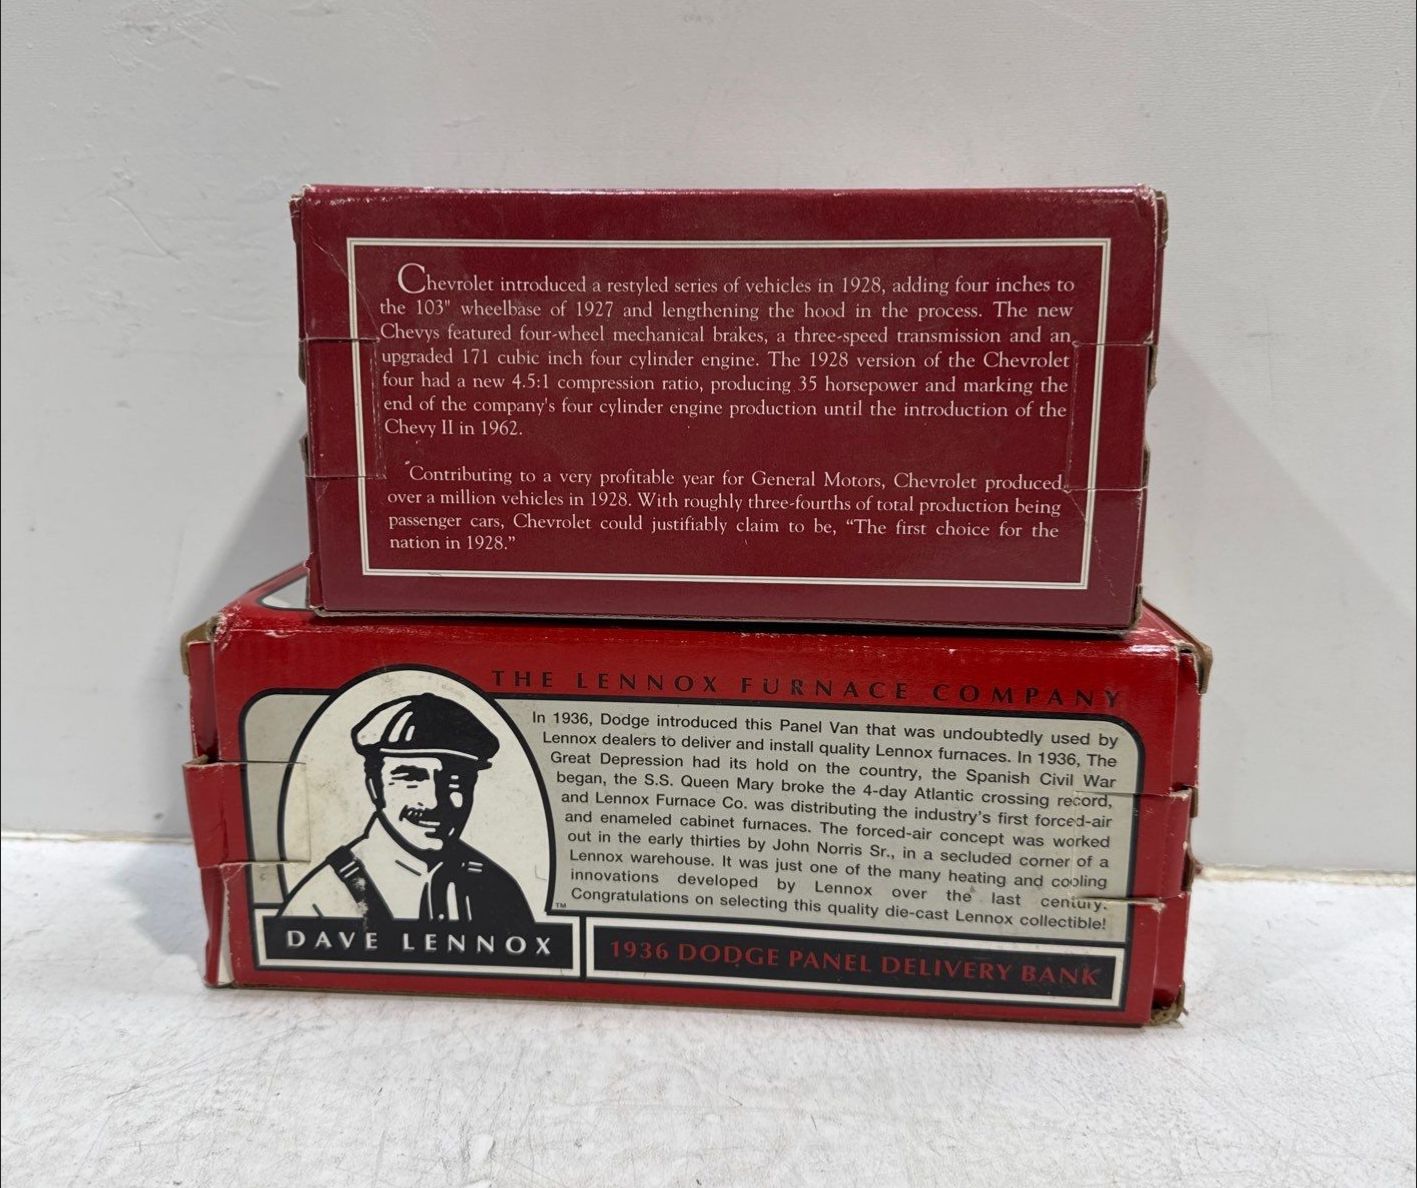 Chevrolet introduced a restyled series of vehicles in 1928, adding four inches to
the 103" wheelbase of 1927 and lengthening the hood in the process. The new
Chevys featured four-wheel mechanical brakes, a three-speed transmission and an
upgraded 171 cubic inch four cylinder engine. The 1928 version of the Chevrolet
four had a new 4.5:1 compression ratio, producing 35 horsepower and marking the
end of the company's four cylinder engine production until the introduction of the
Chevy II in 1962.
Contributing to a very profitable year for General Motors, Chevrolet produced
over a million vehicles in 1928. With roughly three-fourths of total production being
passenger cars, Chevrolet could justifiably claim to be, “The first choice for the
nation in 1928.”
THE LENNOX FURNACE COMPANY
In 1936, Dodge introduced this Panel Van that was undoubtedly used by
Lennox dealers to deliver and install quality Lennox furnaces. In 1936, The
Great Depression had its hold on the country, the Spanish Civil War
began, the S.S. Queen Mary broke the 4-day Atlantic crossing record,
and Lennox Furnace Co. was distributing the industry's first forced-air
and enameled cabinet furnaces. The forced-air concept was worked
out in the early thirties by John Norris Sr., in a secluded corner of a
Lennox warehouse. It was just one of the many heating and cooling
innovations developed by Lennox over the last century.
Congratulations on selecting this quality die-cast Lennox collectible!
TM
DAVE LENNOX
1936 DODGE PANEL DELIVERY BANK